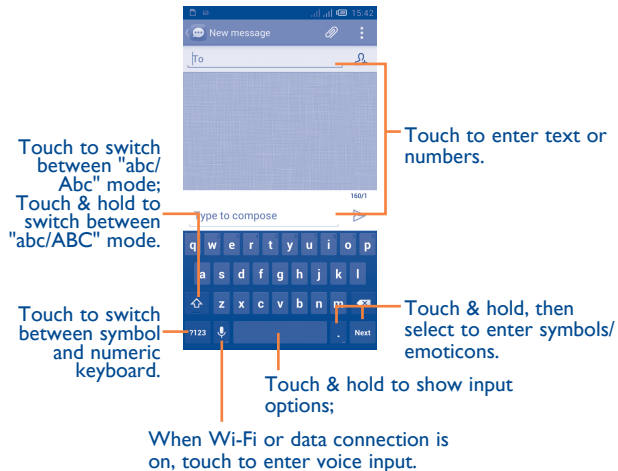 15:42
New message
To
Touch to enter text or
numbers.
Touch to switch
between "abc/
Abc" mode;
Touch & hold to
switch between
"abc/ABC" mode.
160/1
Type to compose
q w e r t y u i o p
a s d f g h j k l
z x c v b n m
?123 . Next
Touch to switch
between symbol
and numeric
keyboard.
Touch & hold, then
select to enter symbols/
emoticons.
Touch & hold to show input
options;
When Wi-Fi or data connection is
on, touch to enter voice input.